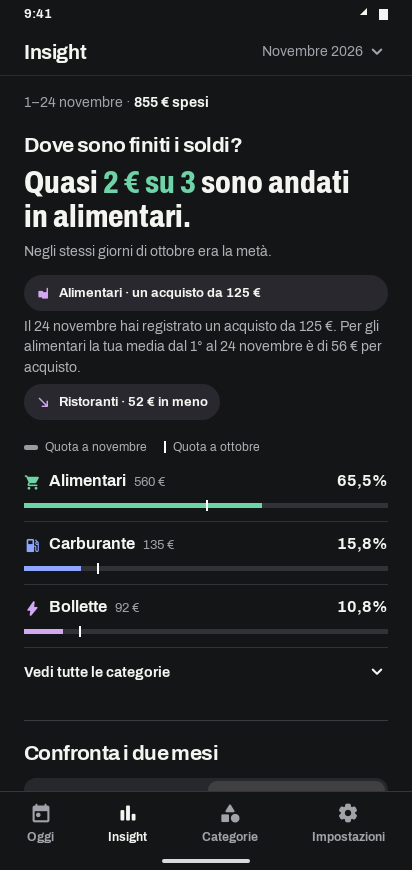 9:41
Insight
Novembre 2026
1–24 novembre · 855 € spesi
Dove sono finiti i soldi?
Quasi 2 € su 3 sono andati
in alimentari.
Negli stessi giorni di ottobre era la metà.
Alimentari · un acquisto da 125 €
Il 24 novembre hai registrato un acquisto da 125 €. Per gli
alimentari la tua media dal 1° al 24 novembre è di 56 € per
acquisto.
Ristoranti · 52 € in meno
Quota a novembre
Quota a ottobre
Alimentari 560 € 65,5%
Carburante 135 € 15,8%
Bollette 92 € 10,8%
Vedi tutte le categorie
Confronta i due mesi
Oggi
Insight
Categorie
Impostazioni